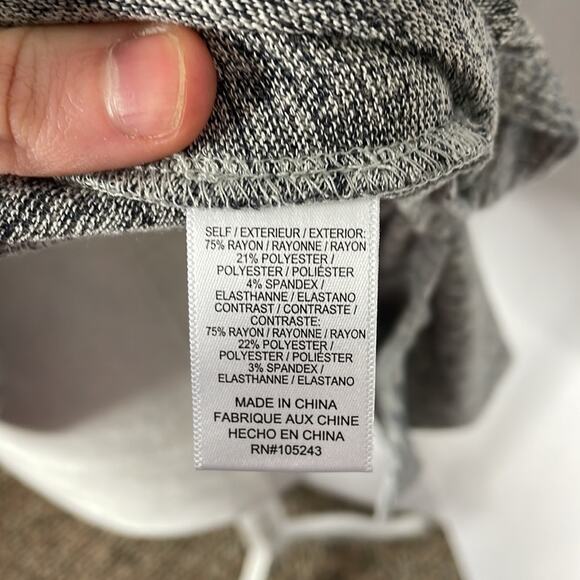 SELF / EXTERIEUR / EXTERIOR:
75% RAYON / RAYONNE / RAYON
21% POLYESTER /
POLYESTER / POLIÉSTER
4% SPANDEX /
ELASTHANNE / ELASTANO
CONTRAST / CONTRASTE /
CONTRASTE:
75% RAYON / RAYONNE / RAYON
22% POLYESTER /
POLYESTER / POLIÉSTER
3% SPANDEX /
ELASTHANNE / ELASTANO
MADE IN CHINA
FABRIQUE AUX CHINE
HECHO EN CHINA
RN#105243